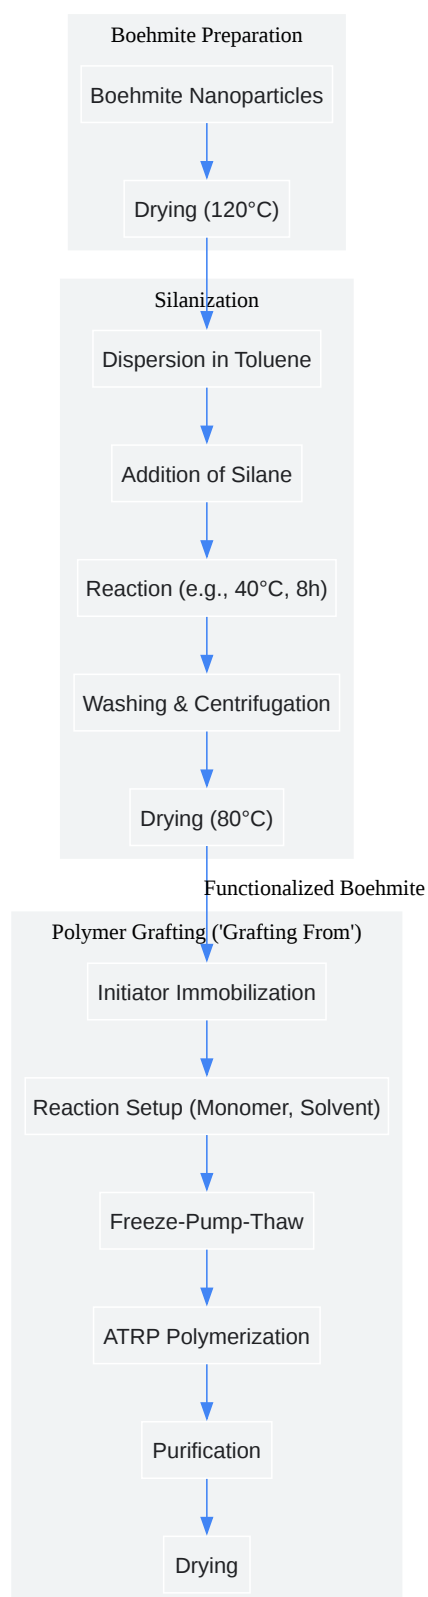 Boehmite Preparation
Boehmite Nanoparticles
Drying (120°C)
Silanization
Dispersion in Toluene
Addition of Silane
Reaction (e.g., 40°C, 8h)
Washing & Centrifugation
Drying (80°C)
Functionalized Boehmite
Polymer Grafting ('Grafting From')
Initiator Immobilization
Reaction Setup (Monomer, Solvent)
Freeze-Pump-Thaw
ATRP Polymerization
Purification
Drying